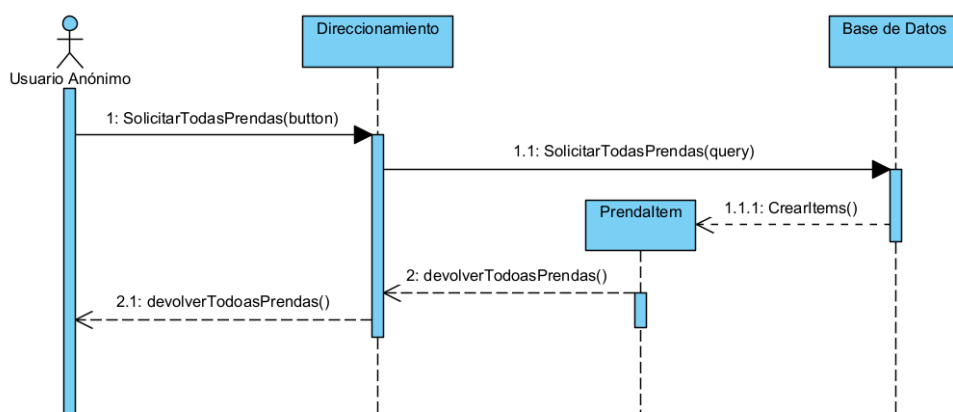 Direccionamiento
Base de Datos
Usuario Anónimo
1: SolicitarTodasPrendas(button)
1.1: SolicitarTodasPrendas(query)
PrendaItem
1.1.1: CrearItems()
2: devolverTodoasPrendas()
2.1: devolverTodoasPrendas()